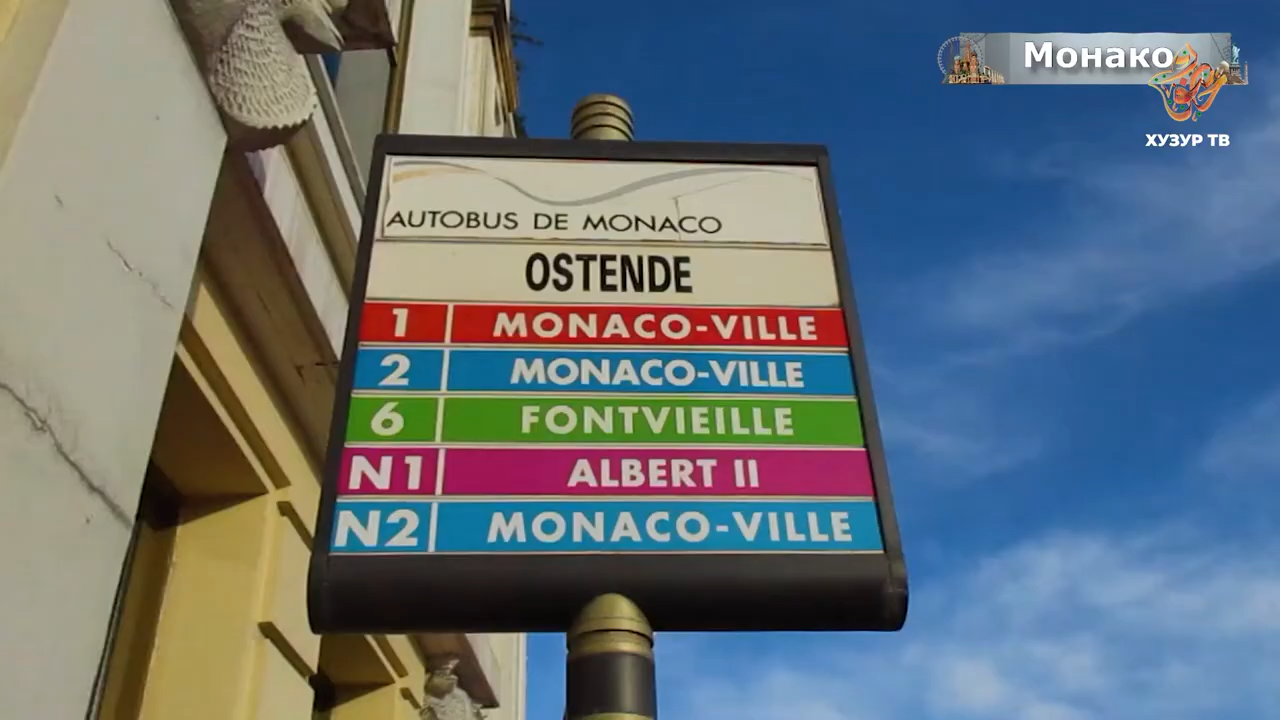 Монако
ХУЗУР ТВ
AUTOBUS DE MONACO
OSTENDE
1 MONACO-VILLE
2 MONACO-VILLE
6 FONTVIEILLE
N1 ALBERT II
N2 MONACO-VILLE